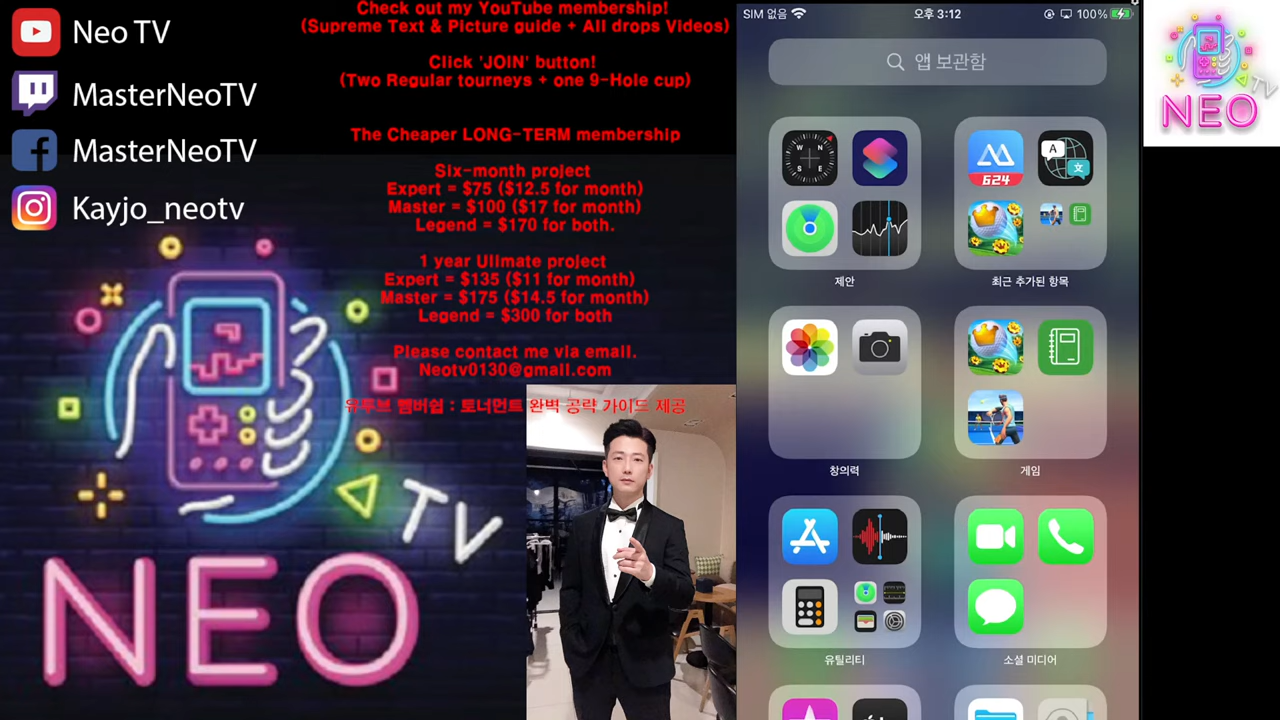 Neo TV
MasterNeoTV
MasterNeoTV
Kayjo_neotv
TV
NEO
Check out my YouTube membership!
(Supreme Text & Picture guide + All drops Videos)
Click 'JOIN' button!
(Two Regular tourneys + one 9-Hole cup)
The Cheaper LONG-TERM membership
Six-month project
Expert = $75 ($12.5 for month)
Master = $100 ($17 for month)
Legend = $170 for both.
1 year Ulimate project
Expert = $135 ($11 for month)
Master = $175 ($14.5 for month)
Legend = $300 for both
Please contact me via email.
Neotv0130@gmail.com
유투브 멤버쉽 : 토너먼트 완벽 공략 가이드 제공
SIM 없음
오후 3:12
100%
앱 보관함
N
W E
S
624
A
文
제안
최근 추가된 항목
창의력
게임
유틸리티
소셜 미디어
TV
NEO